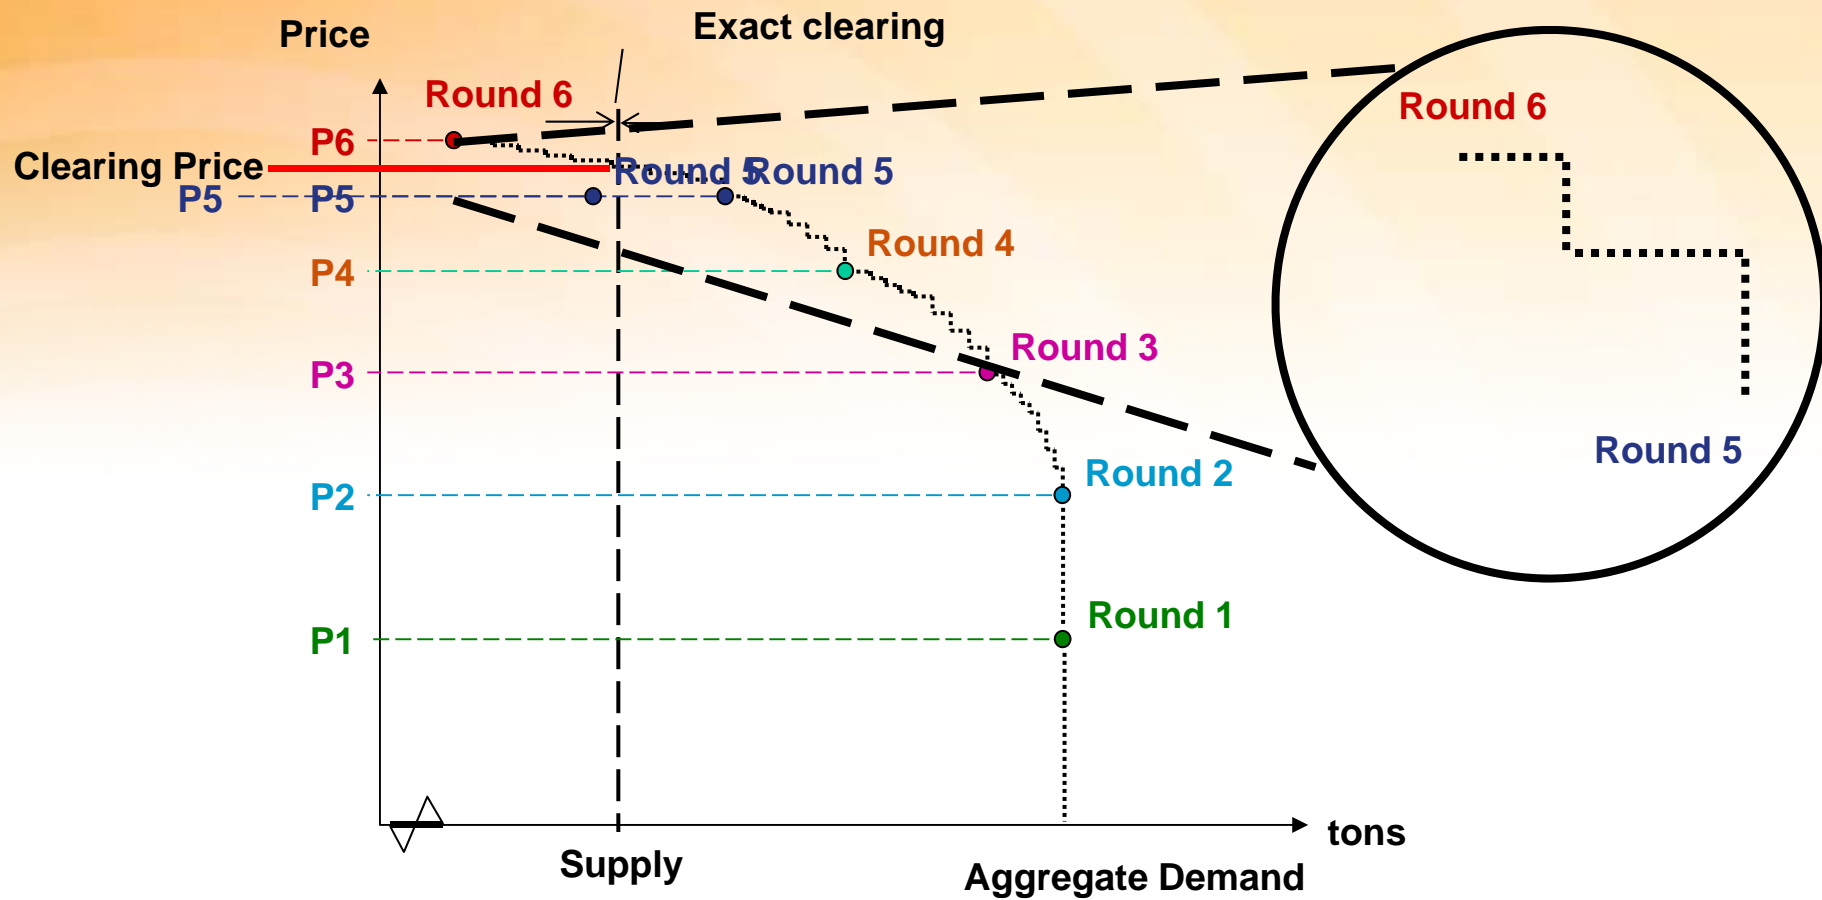 Exact clearing
Price
Round 6
Round 6
P6
Clearing Price
Round 5
Round 5
P5
P5
Round 4
P4
Round 3
P3
Round 5
Round 2
P2
Round 1
P1
tons
Supply
Aggregate Demand